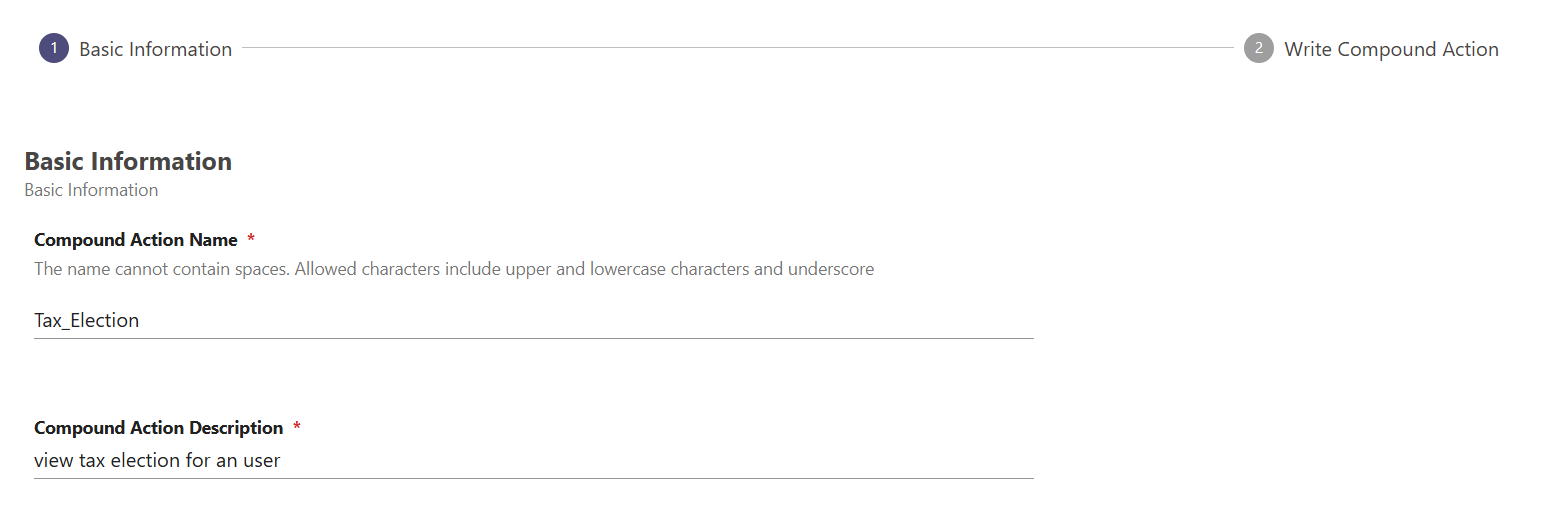 1 Basic Information
2 Write Compound Action
Basic Information
Basic Information
Compound Action Name *
The name cannot contain spaces. Allowed characters include upper and lowercase characters and underscore
Tax_Election
Compound Action Description *
view tax election for an user